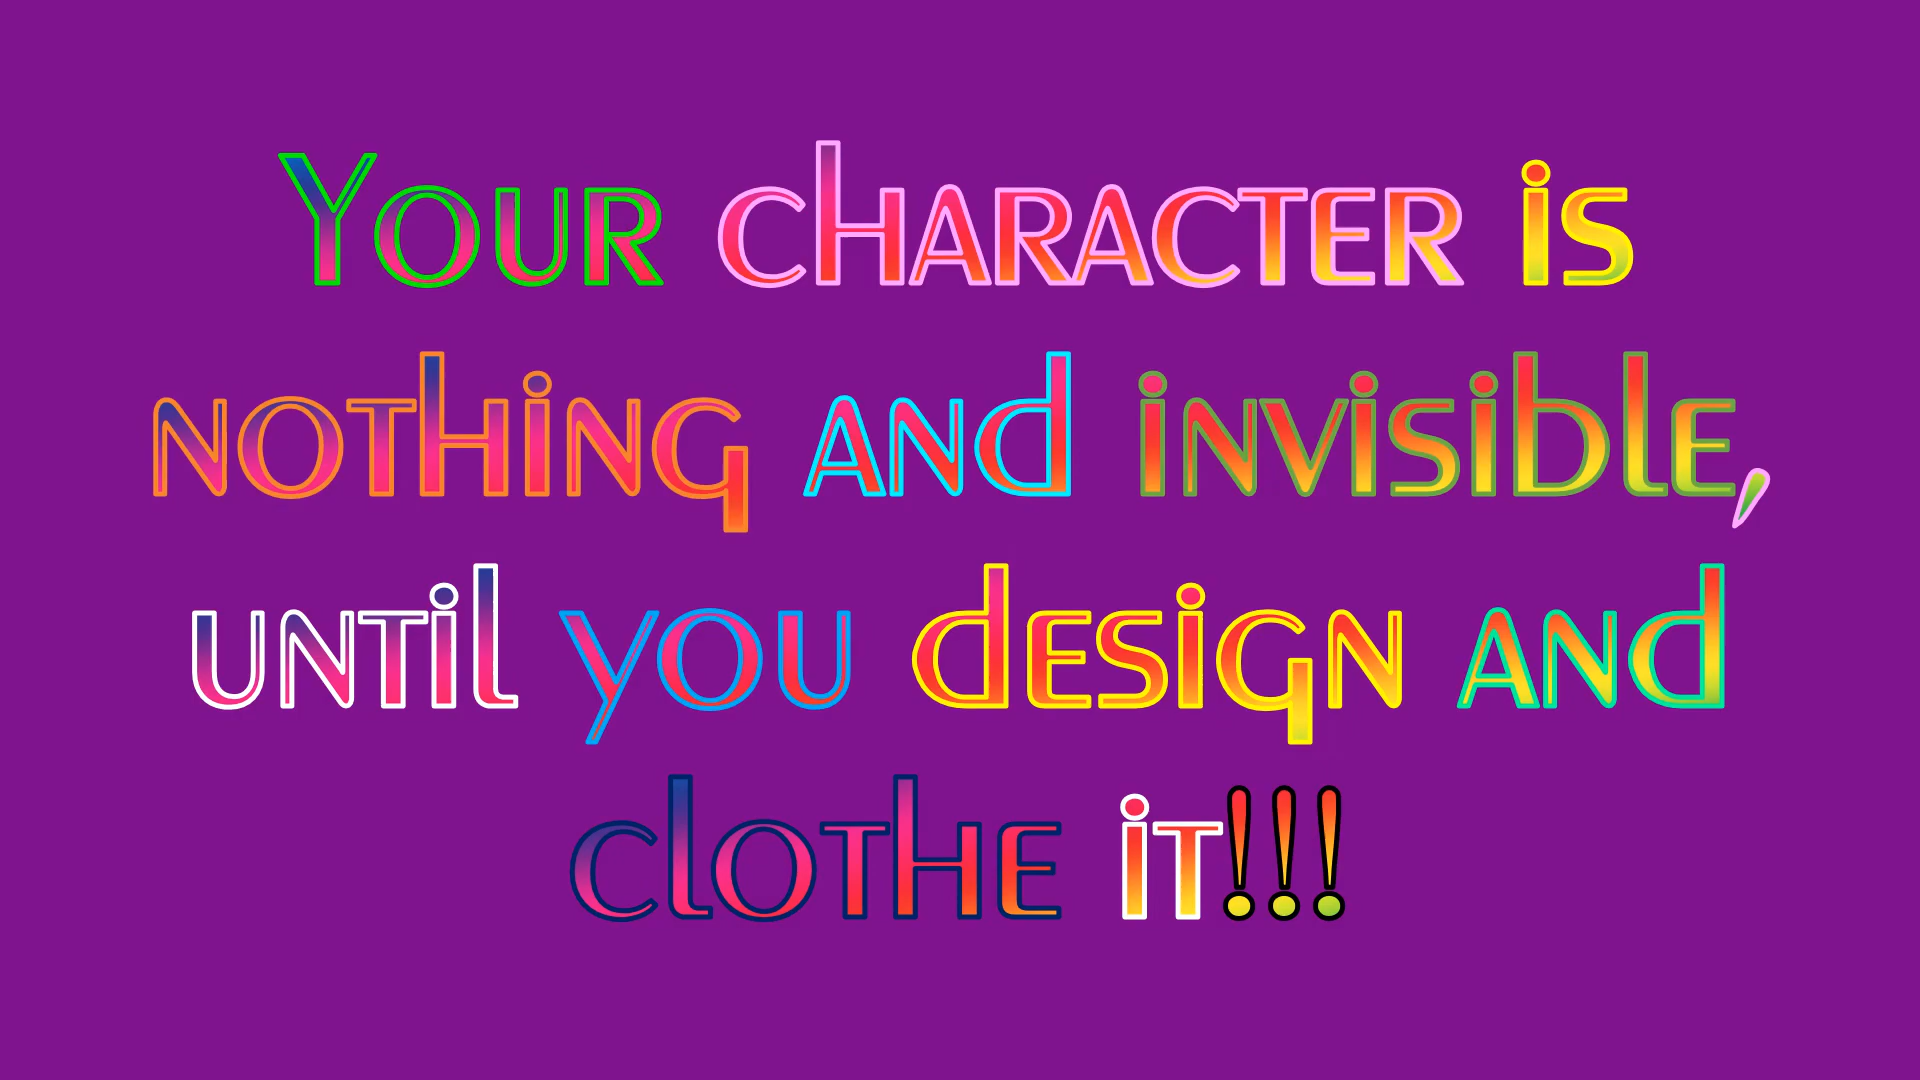 Your character is
nothing and invisible,
until you design and
clothe it!!!